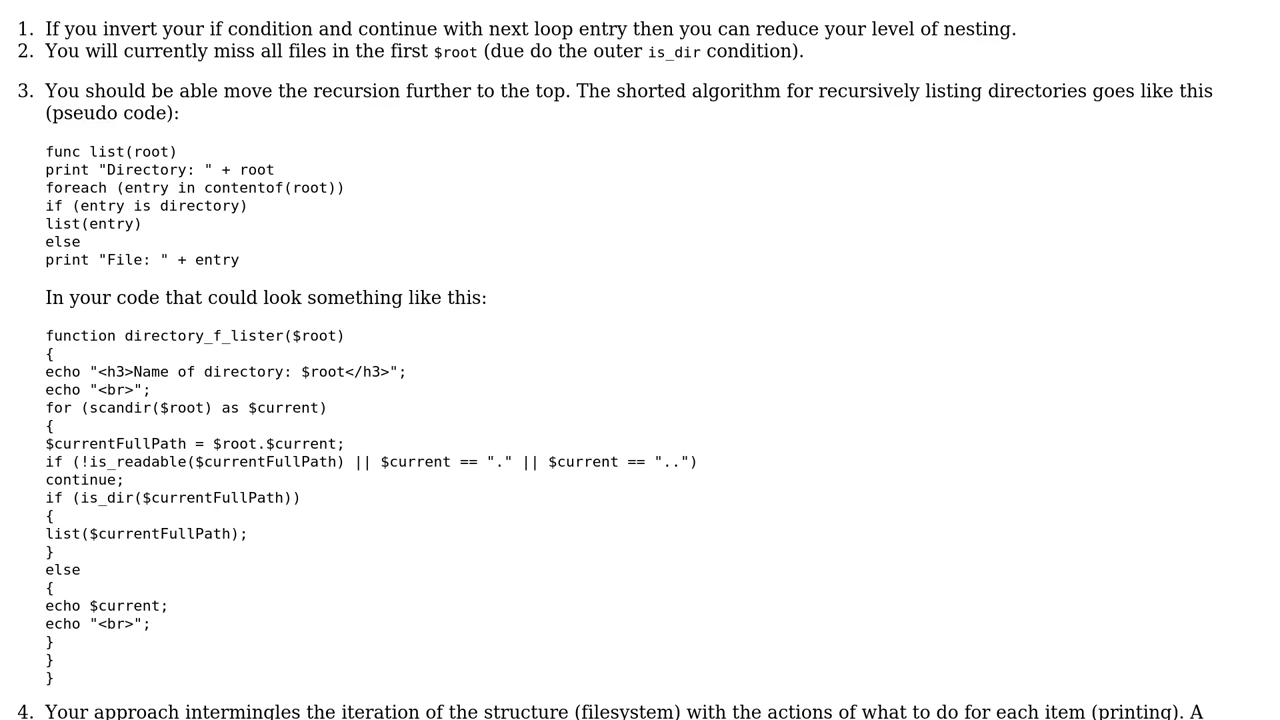 1. If you invert your if condition and continue with next loop entry then you can reduce your level of nesting.
2. You will currently miss all files in the first $root (due do the outer is_dir condition).
3. You should be able move the recursion further to the top. The shorted algorithm for recursively listing directories goes like this
(pseudo code):
func list(root)
print "Directory: " + root
foreach (entry in contentof(root))
if (entry is directory)
list(entry)
else
print "File: " + entry
In your code that could look something like this:
function directory_f_lister($root)
{
echo "<h3>Name of directory: $root</h3>";
echo "<br>";
for (scandir($root) as $current)
{
$currentFullPath = $root.$current;
if (!is_readable($currentFullPath) || $current == "." || $current == "..")
continue;
if (is_dir($currentFullPath))
{
list($currentFullPath);
}
else
{
echo $current;
echo "<br>";
}
}
}
4. Your approach intermingles the iteration of the structure (filesystem) with the actions of what to do for each item (printing). A